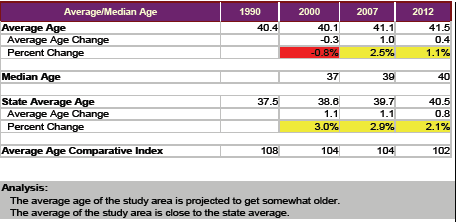 Average/Median Age 1990 2000 2007 2012
Average Age 40.4 40.1 41.1 41.5
Average Age Change -0.3 1.0 0.4
Percent Change -0.8% 2.5% 1.1%
Median Age 37 39 40
State Average Age 37.5 38.6 39.7 40.5
Average Age Change 1.1 1.1 0.8
Percent Change 3.0% 2.9% 2.1%
Average Age Comparative Index 108 104 104 102
Analysis:
The average age of the study area is projected to get somewhat older.
The average of the study area is close to the state average.